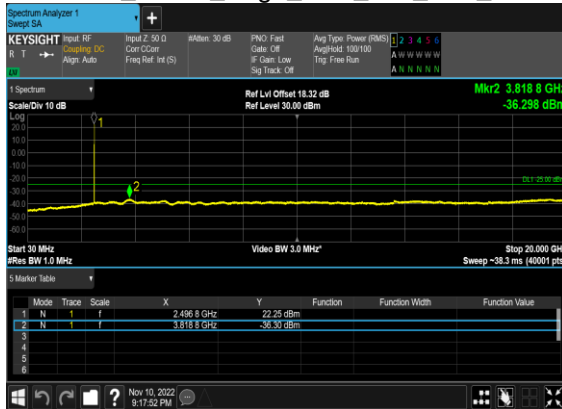 Spectrum Analyzer 1
Swept SA
+
KEYSIGHT Input: RF Input Z: 50 Ω #Atten: 30 dB PNO: Fast Avg Type: Power (RMS) 1 2 3 4 5 6
R T Coupling: DC Corr CCorr Gate: Off Avg|Hold: 100/100 A W W W W W
Align: Auto Freq Ref: Int (S) IF Gain: Low Trig: Free Run
Sig Track: Off A N N N N N
1 Spectrum Ref Lvl Offset 18.32 dB Mkr2 3.818 8 GHz
Scale/Div 10 dB Ref Level 30.00 dBm -36.298 dBm
Log
20.0
10.0
0.00
-10.0
-20.0
-30.0
-40.0
-50.0
-60.0
1
2
DL1 -25.00 dBm
Start 30 MHz Video BW 3.0 MHz* Stop 20.000 GH
#Res BW 1.0 MHz Sweep ~38.3 ms (40001 pts
5 Marker Table
Mode Trace Scale X Y Function Function Width Function Value
1 N 1 f 2.496 8 GHz 22.25 dBm
2 N 1 f 3.818 8 GHz -36.30 dBm
3
4
5
6
? Nov 10, 2022
9:17:52 PM